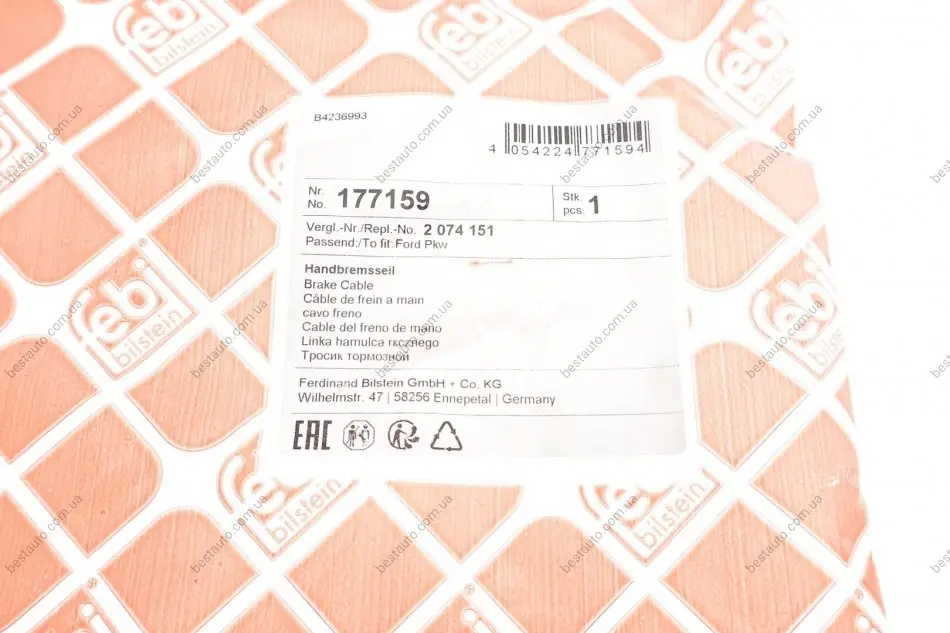 B4236993
4 054224 771594
Nr.
No. 177159
Stk.
pcs. 1
Vergl.-Nr./Repl.-No. 2 074 151
Passend:/To fit: Ford Pkw
Handbremsseil
Brake Cable
Câble de frein a main
cavo freno
Cable del freno de mano
Linka hamulca rкcznego
Тросик тормозной
Ferdinand Bilstein GmbH + Co. KG
Wilhelmstr. 47 | 58256 Ennepetal | Germany
EAC
febi
bilstein
bestauto.com.ua